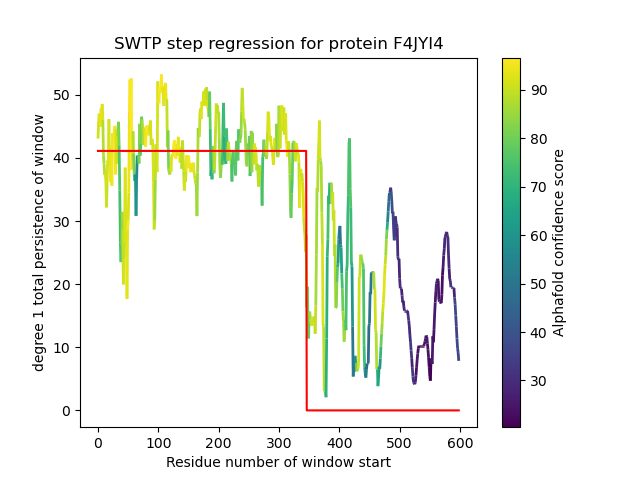 SWTP step regression for protein F4JYI4
degree 1 total persistence of window
50
40
30
20
10
0
0 100 200 300 400 500 600
Residue number of window start
90
80
70
60
50
40
30
Alphafold confidence score